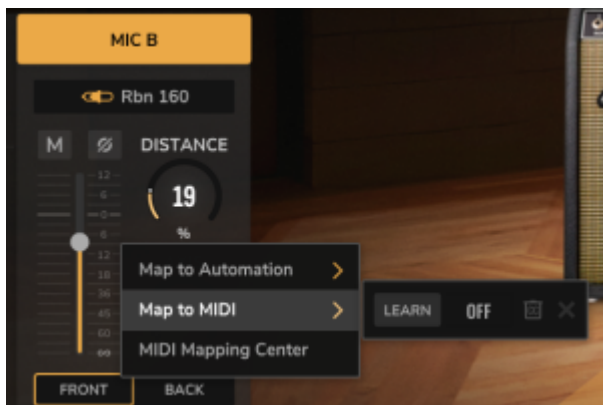 MIC B
Rbn 160
M
DISTANCE
12
6
0
6
12
18
36
45
60
∞
19
%
Map to Automation
Map to MIDI
MIDI Mapping Center
LEARN OFF
FRONT BACK